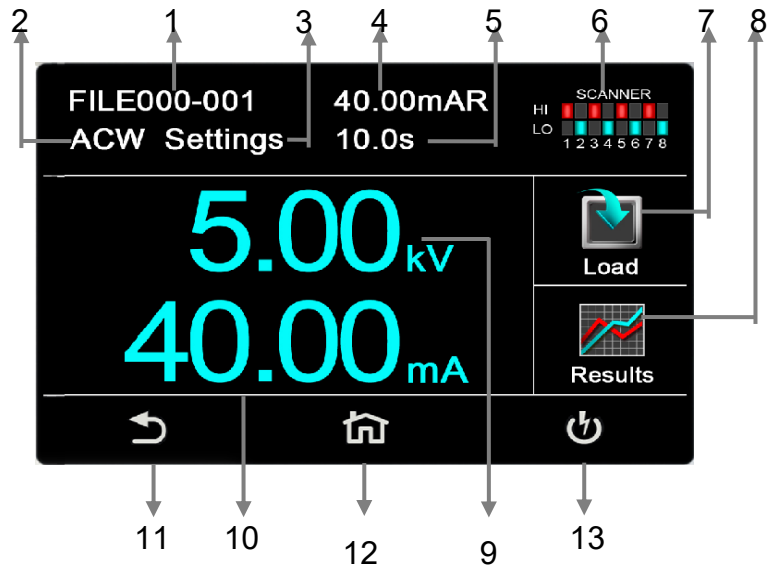 2 1 3 4 5 6 7 8
FILE000-001 40.00mAR SCANNER
HI
ACW Settings 10.0s LO
1 2 3 4 5 6 7 8
5.00kV
Load
40.00mA
Results
11 10 12 9 13